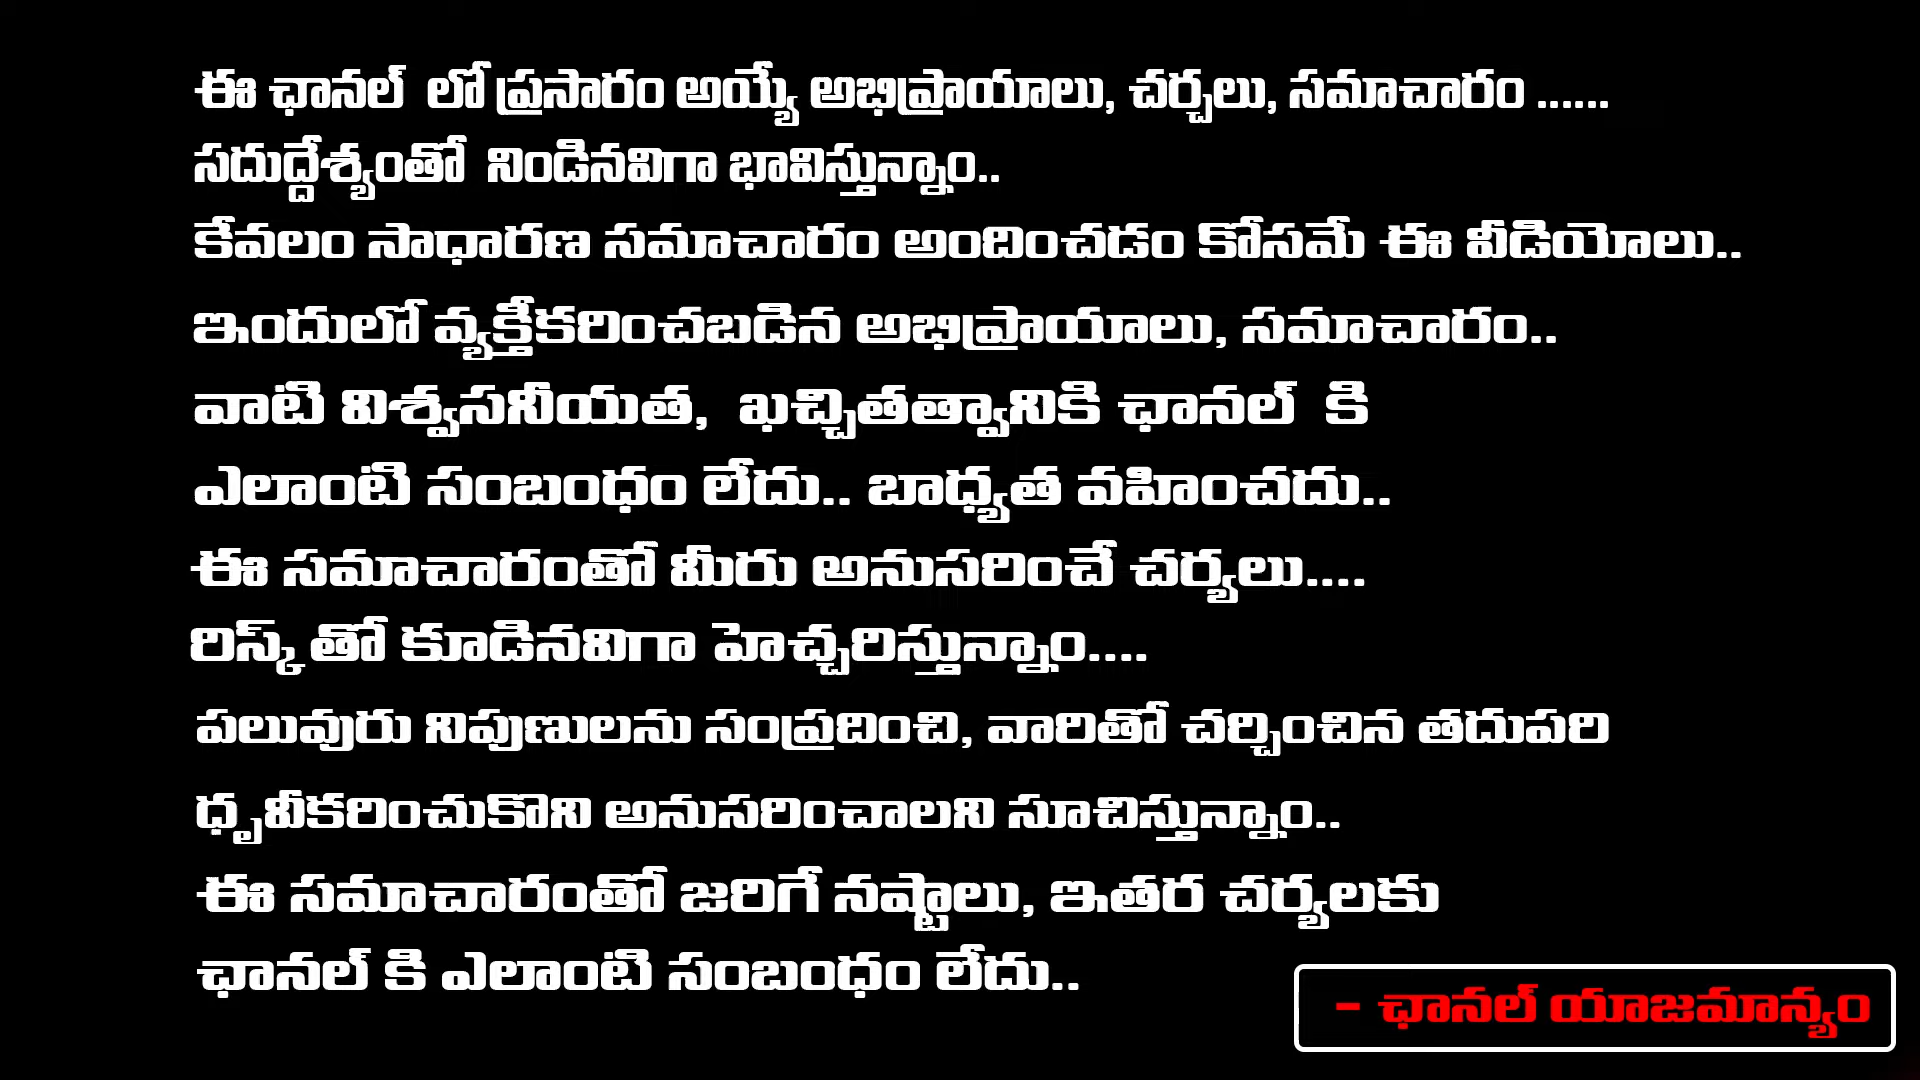 ఈ ఛానల్ లో ప్రసారం అయ్యే అభిప్రాయాలు, చర్చలు, సమాచారం ......
సదుద్దేశ్యంతో నిండినవిగా భావిస్తున్నాం..
కేవలం సాధారణ సమాచారం అందించడం కోసమే ఈ వీడియోలు..
ఇందులో వ్యక్తీకరించబడిన అభిప్రాయాలు, సమాచారం..
వాటి విశ్వసనీయత, ఖచ్చితత్వానికి ఛానల్ కి
ఎలాంటి సంబంధం లేదు.. బాధ్యత వహించదు..
ఈ సమాచారంతో మీరు అనుసరించే చర్యలు....
రిస్క్ తో కూడినవిగా హెచ్చరిస్తున్నాం....
పలువురు నిపుణులను సంప్రదించి, వారితో చర్చించిన తదుపరి
ధృవీకరించుకొని అనుసరించాలని సూచిస్తున్నాం..
ఈ సమాచారంతో జరిగే నష్టాలు, ఇతర చర్యలకు
ఛానల్ కి ఎలాంటి సంబంధం లేదు..
- ఛానల్ యాజమాన్యం